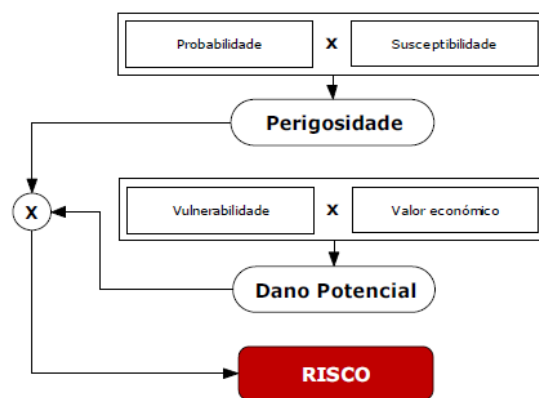 Probabilidade X Susceptibilidade
Perigosidade
X
Vulnerabilidade X Valor económico
Dano Potencial
RISCO